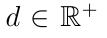 d ∈ ℝ⁺